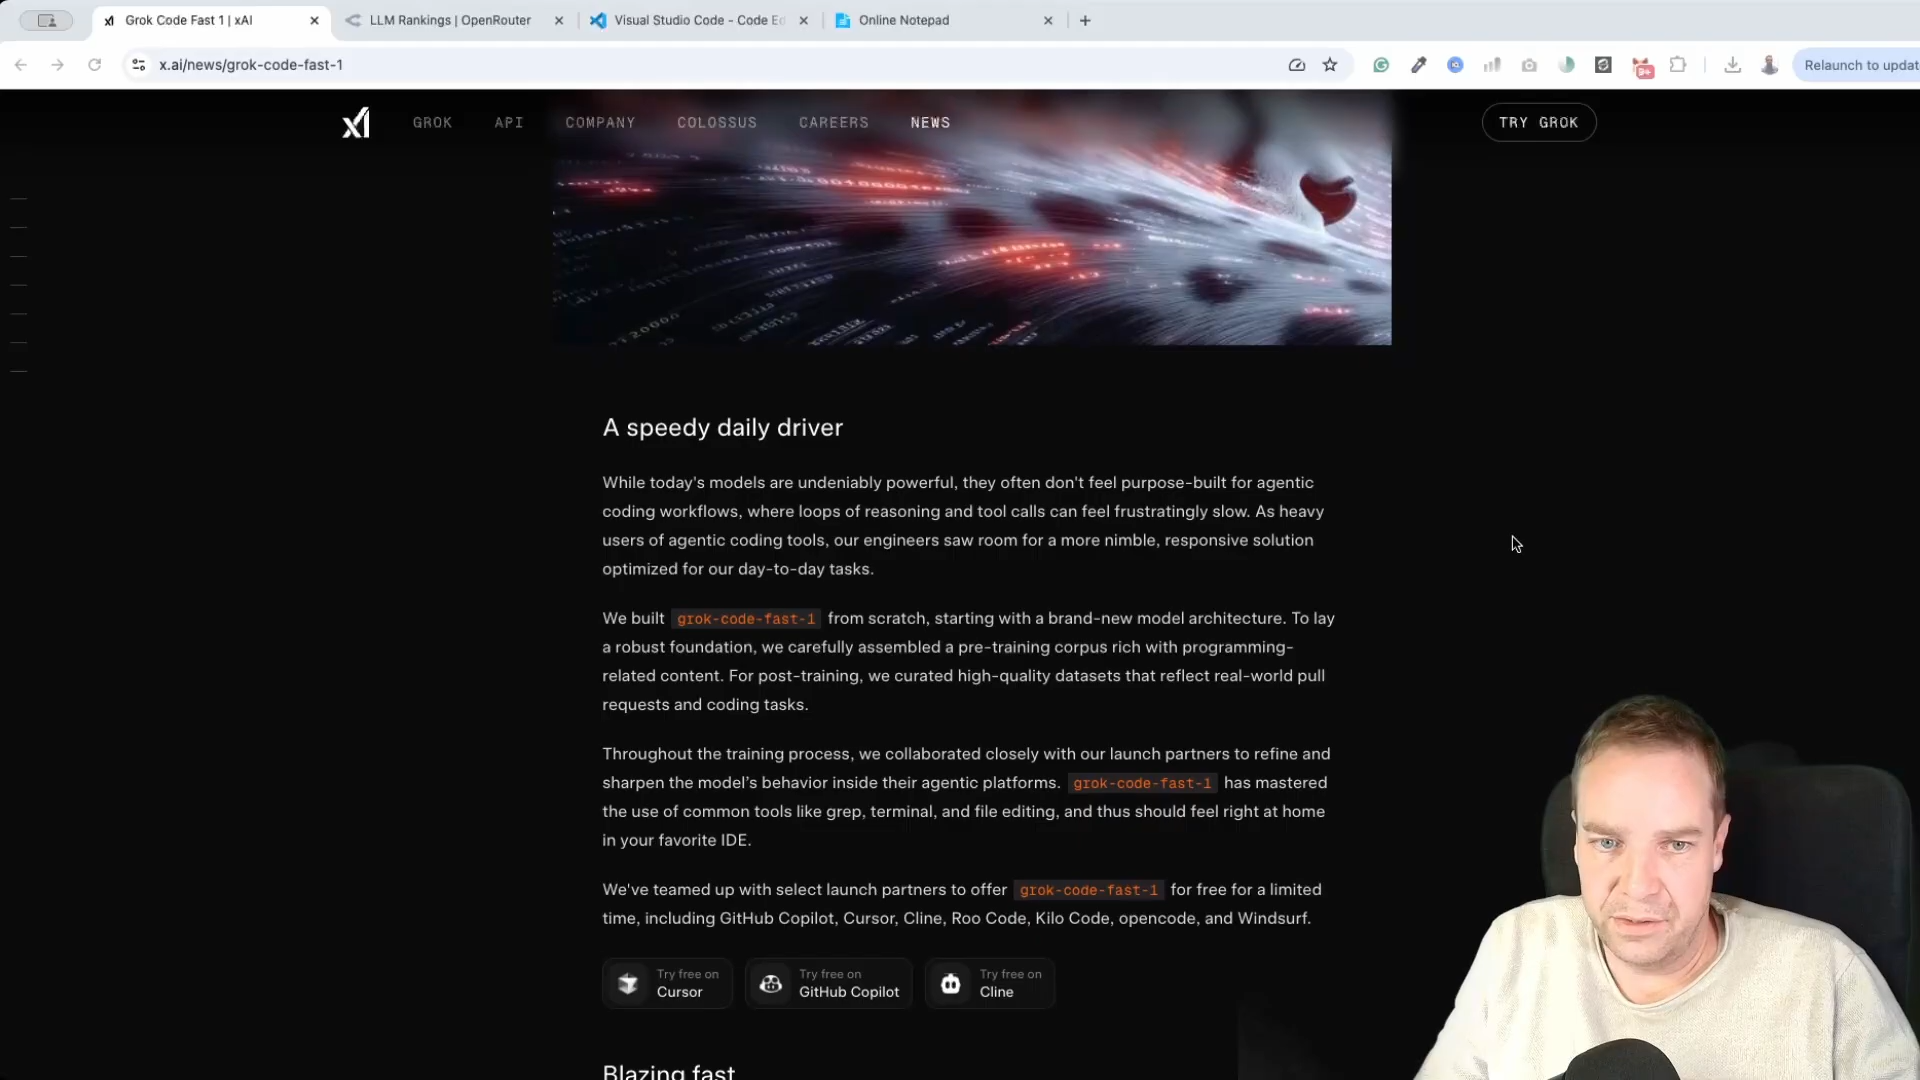 Grok Code Fast 1 | xAI
LLM Rankings | OpenRouter
Visual Studio Code - Code Ed
Online Notepad
x.ai/news/grok-code-fast-1
9+
Relaunch to updat
GROK
API
COMPANY
COLOSSUS
CAREERS
NEWS
TRY GROK
A speedy daily driver
While today's models are undeniably powerful, they often don't feel purpose-built for agentic
coding workflows, where loops of reasoning and tool calls can feel frustratingly slow. As heavy
users of agentic coding tools, our engineers saw room for a more nimble, responsive solution
optimized for our day-to-day tasks.
We built grok-code-fast-1 from scratch, starting with a brand-new model architecture. To lay
a robust foundation, we carefully assembled a pre-training corpus rich with programming-
related content. For post-training, we curated high-quality datasets that reflect real-world pull
requests and coding tasks.
Throughout the training process, we collaborated closely with our launch partners to refine and
sharpen the model’s behavior inside their agentic platforms. grok-code-fast-1 has mastered
the use of common tools like grep, terminal, and file editing, and thus should feel right at home
in your favorite IDE.
We've teamed up with select launch partners to offer grok-code-fast-1 for free for a limited
time, including GitHub Copilot, Cursor, Cline, Roo Code, Kilo Code, opencode, and Windsurf.
Try free on
Cursor
Try free on
GitHub Copilot
Try free on
Cline
Blazing fast